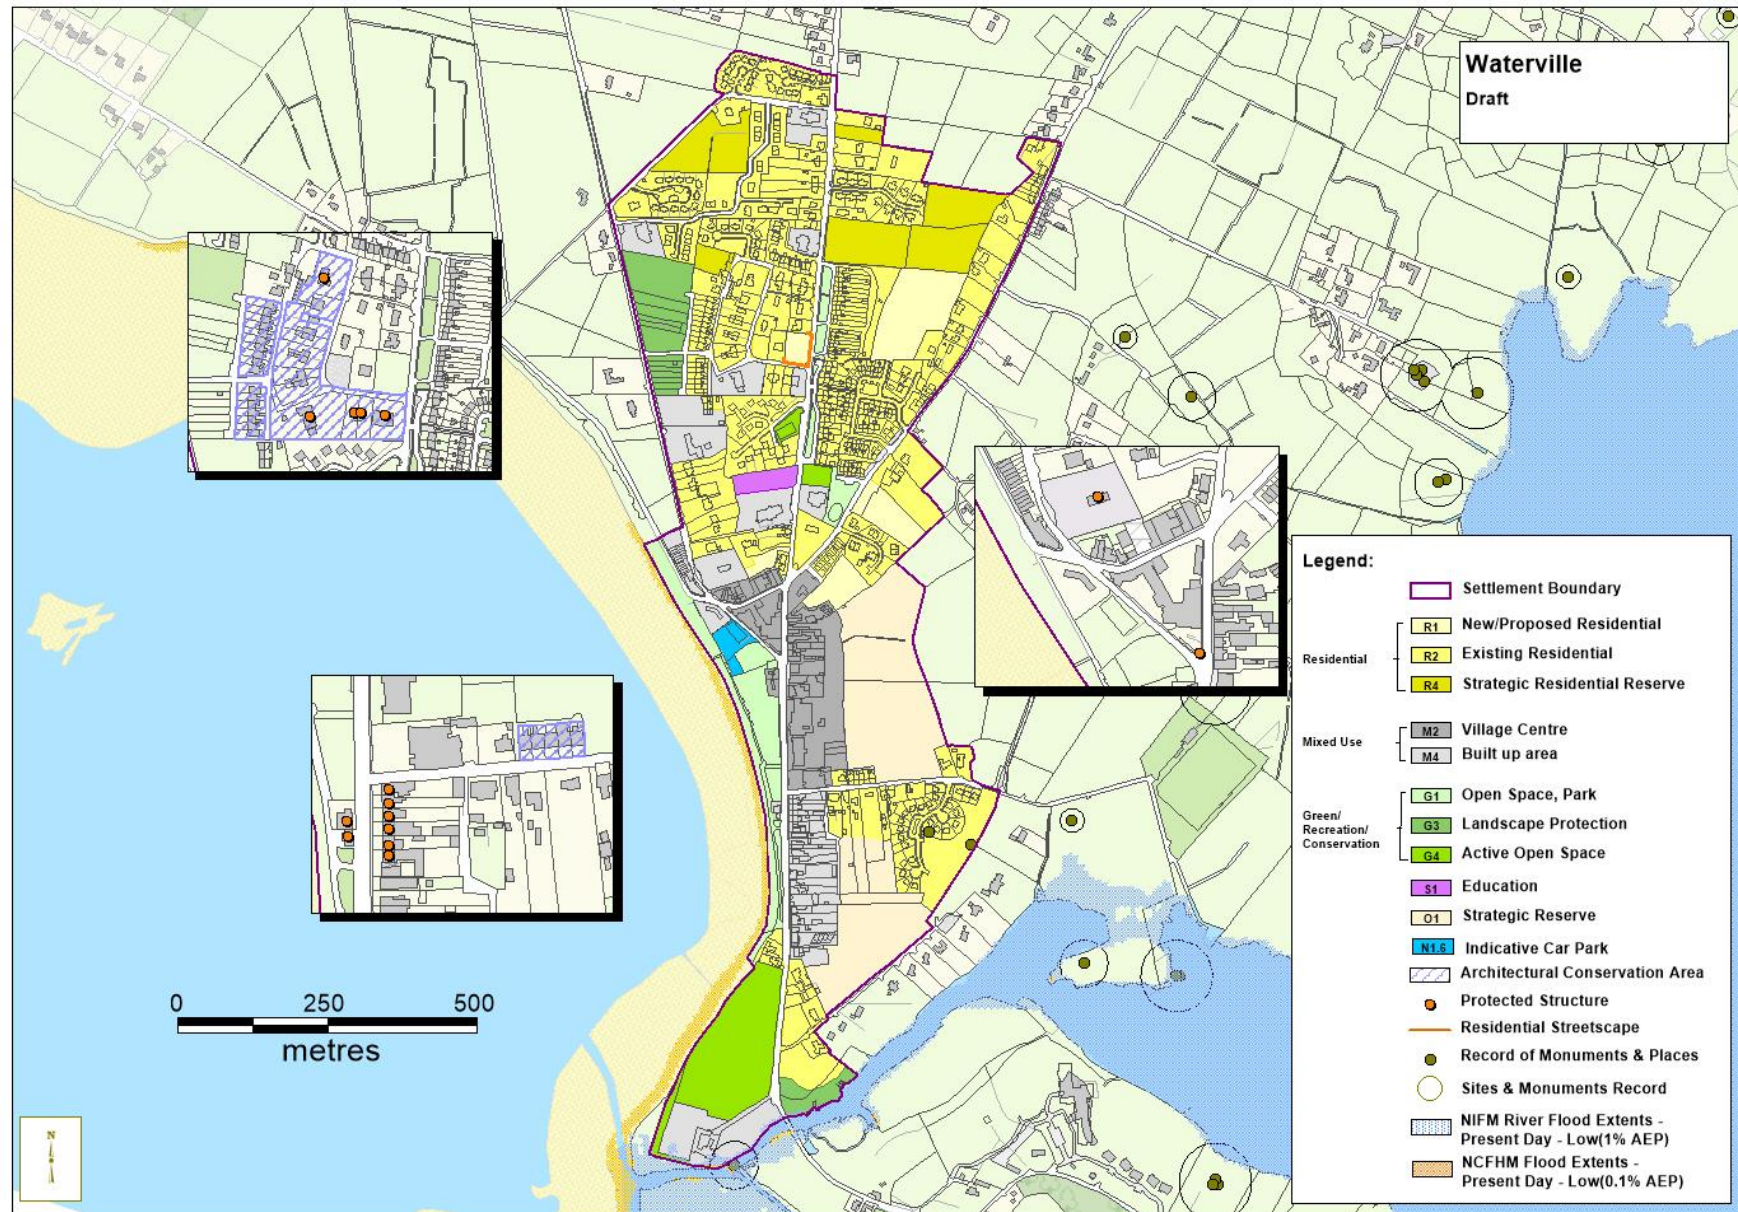 Waterville
Draft
Legend:
Settlement Boundary
Residential
R1 New/Proposed Residential
R2 Existing Residential
R4 Strategic Residential Reserve
Mixed Use
M2 Village Centre
M4 Built up area
Green/
Recreation/
Conservation
G1 Open Space, Park
G3 Landscape Protection
G4 Active Open Space
S1 Education
O1 Strategic Reserve
N1.6 Indicative Car Park
Architectural Conservation Area
Protected Structure
Residential Streetscape
Record of Monuments & Places
Sites & Monuments Record
NIFM River Flood Extents -
Present Day - Low(1% AEP)
NCFHM Flood Extents -
Present Day - Low(0.1% AEP)
0 250 500
metres
N